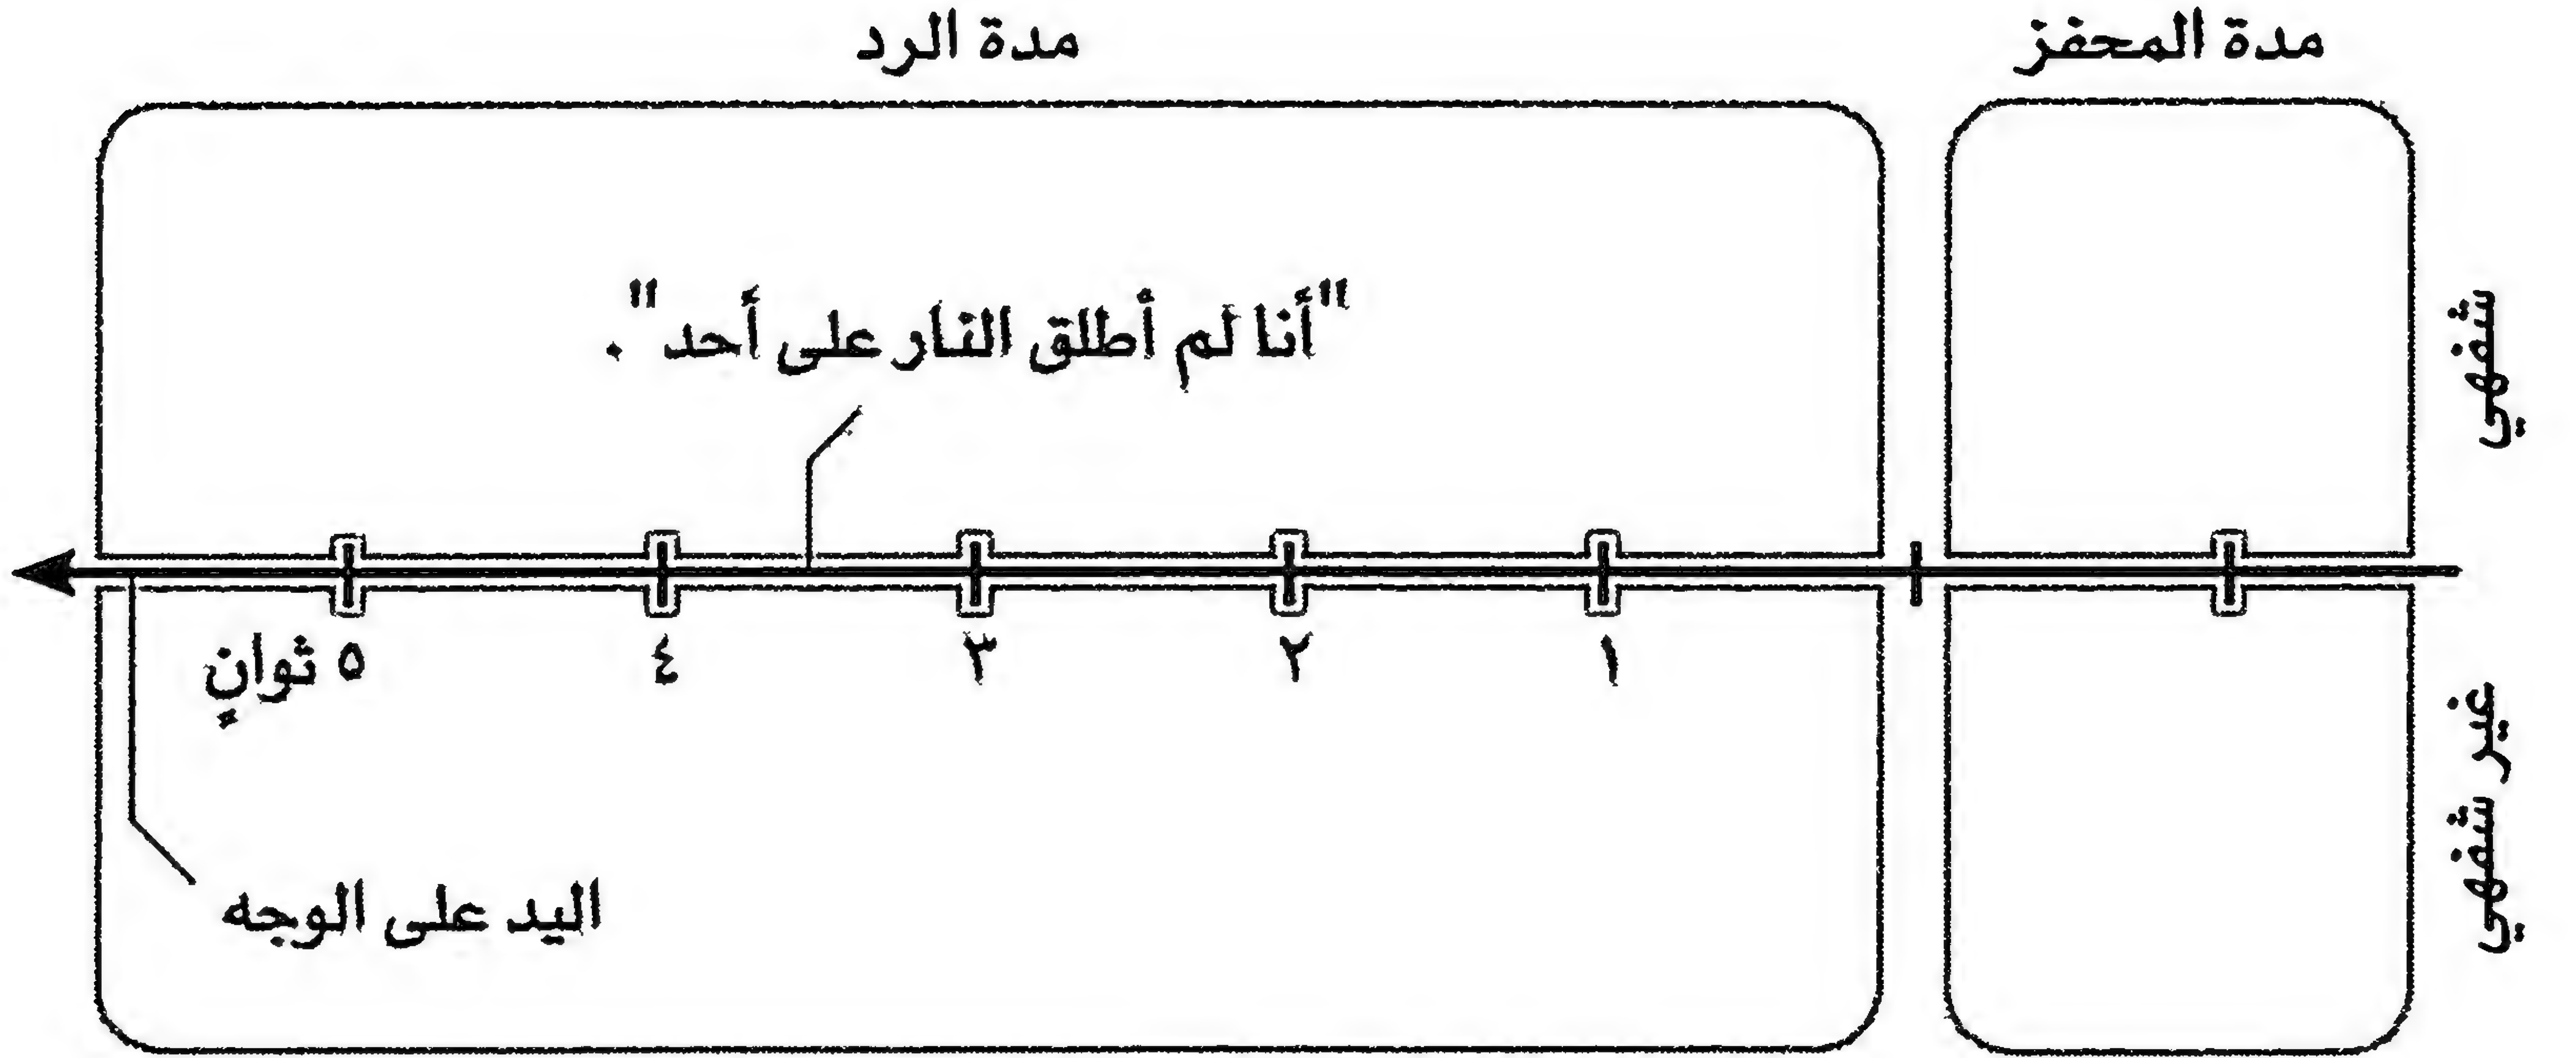 مدة المحفز
مدة الرد
شفهي
"أنا لم أطلق النار على أحد".
١
٢
٣
٤
٥ ثوانٍ
غير شفهي
اليد على الوجه